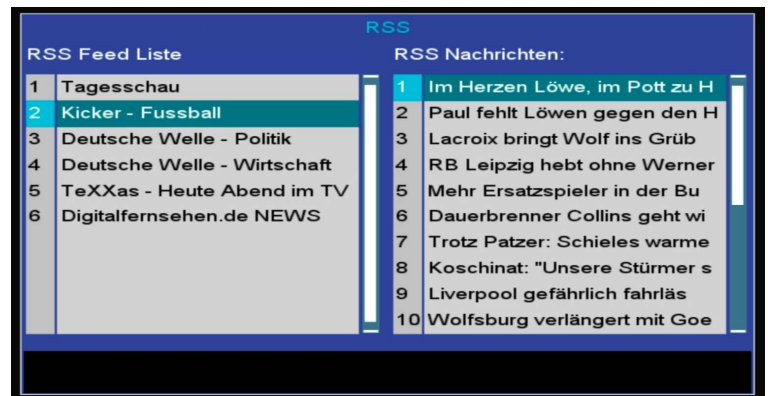 RSS
RSS Feed Liste
1 Tagesschau
2 Kicker - Fussball
3 Deutsche Welle - Politik
4 Deutsche Welle - Wirtschaft
5 TeXXas - Heute Abend im TV
6 Digitalfernsehen.de NEWS
RSS Nachrichten:
1 Im Herzen Löwe, im Pott zu H
2 Paul fehlt Löwen gegen den H
3 Lacroix bringt Wolf ins Grüb
4 RB Leipzig hebt ohne Werner
5 Mehr Ersatzspieler in der Bu
6 Dauerbrenner Collins geht wi
7 Trotz Patzer: Schieles warme
8 Koschinat: "Unsere Stürmer s
9 Liverpool gefährlich fahrläs
10 Wolfsburg verlängert mit Goe